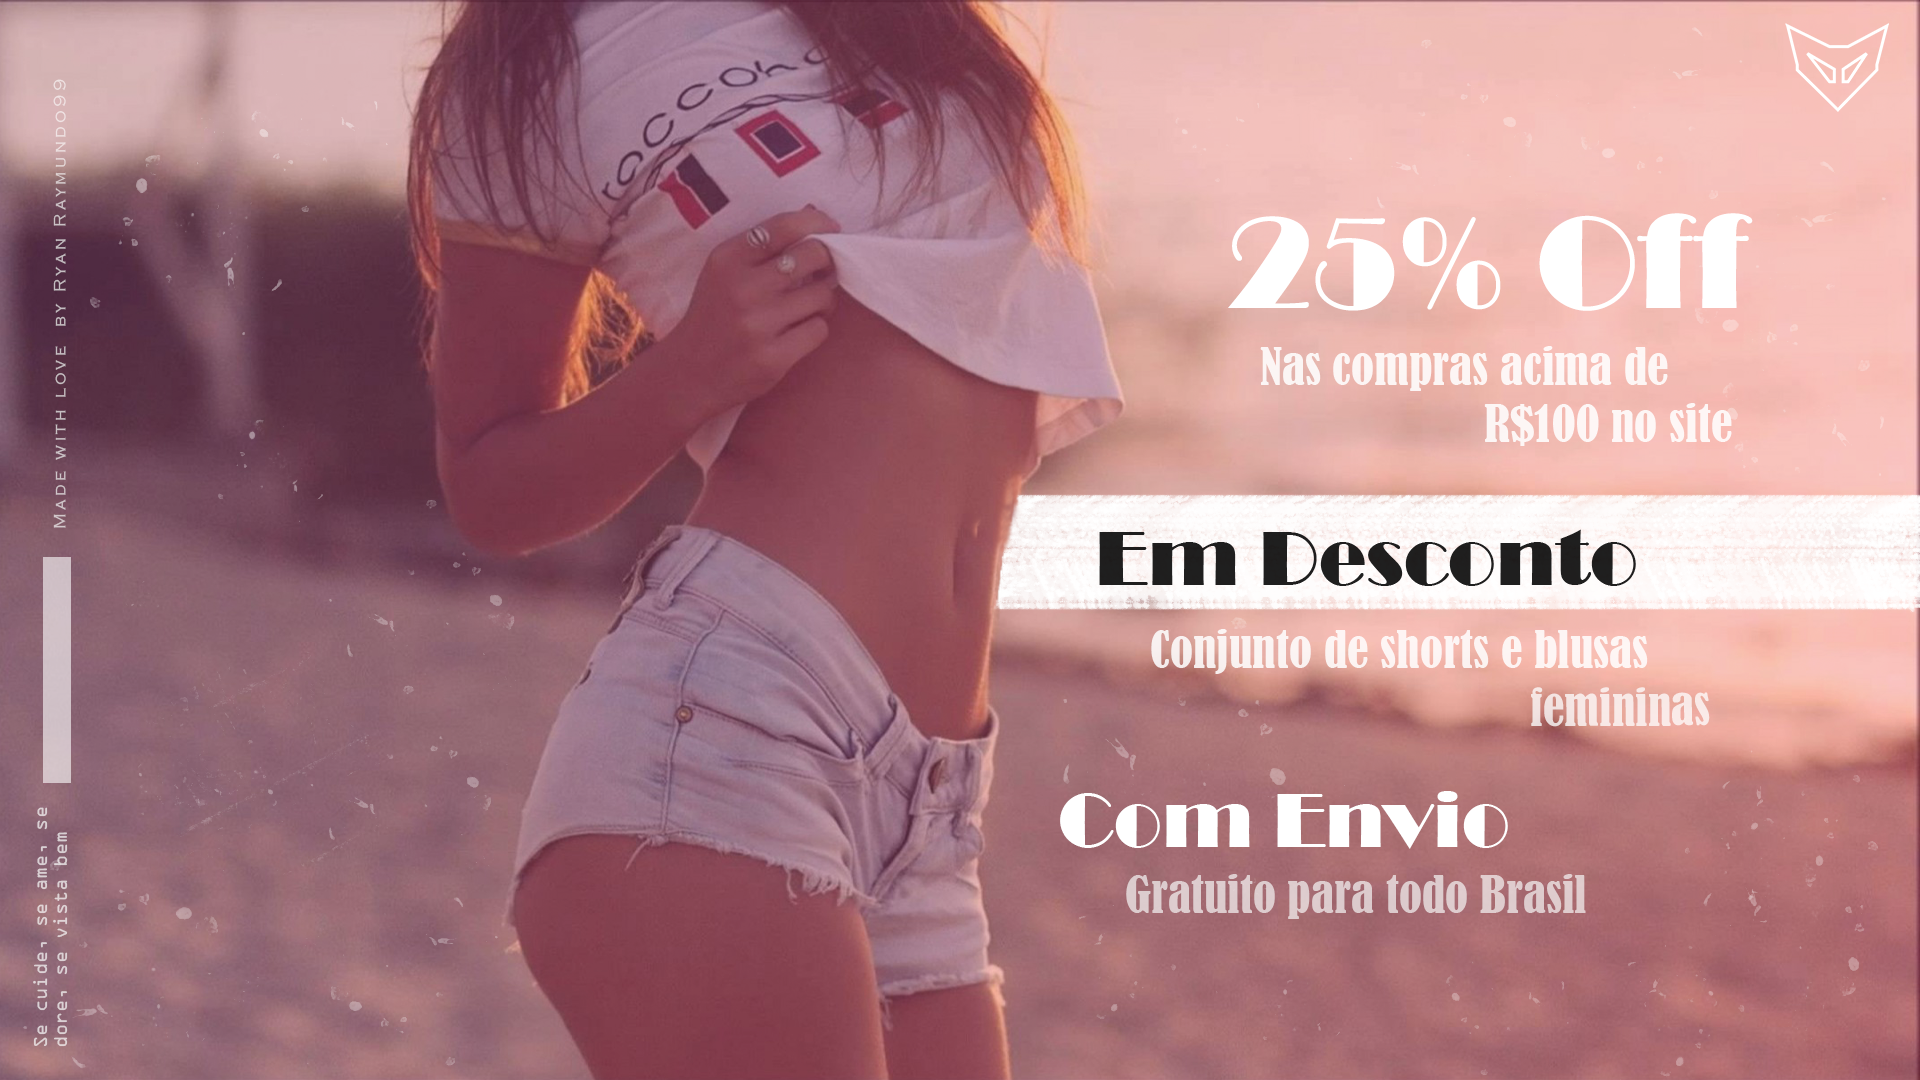 MADE WITH LOVE BY RYAN RAYMUNDO99
Se cuide, se ame, se
dore, se vista bem
25% Off
Nas compras acima de
R$100 no site
Em Desconto
Conjunto de shorts e blusas
femininas
Com Envio
Gratuito para todo Brasil